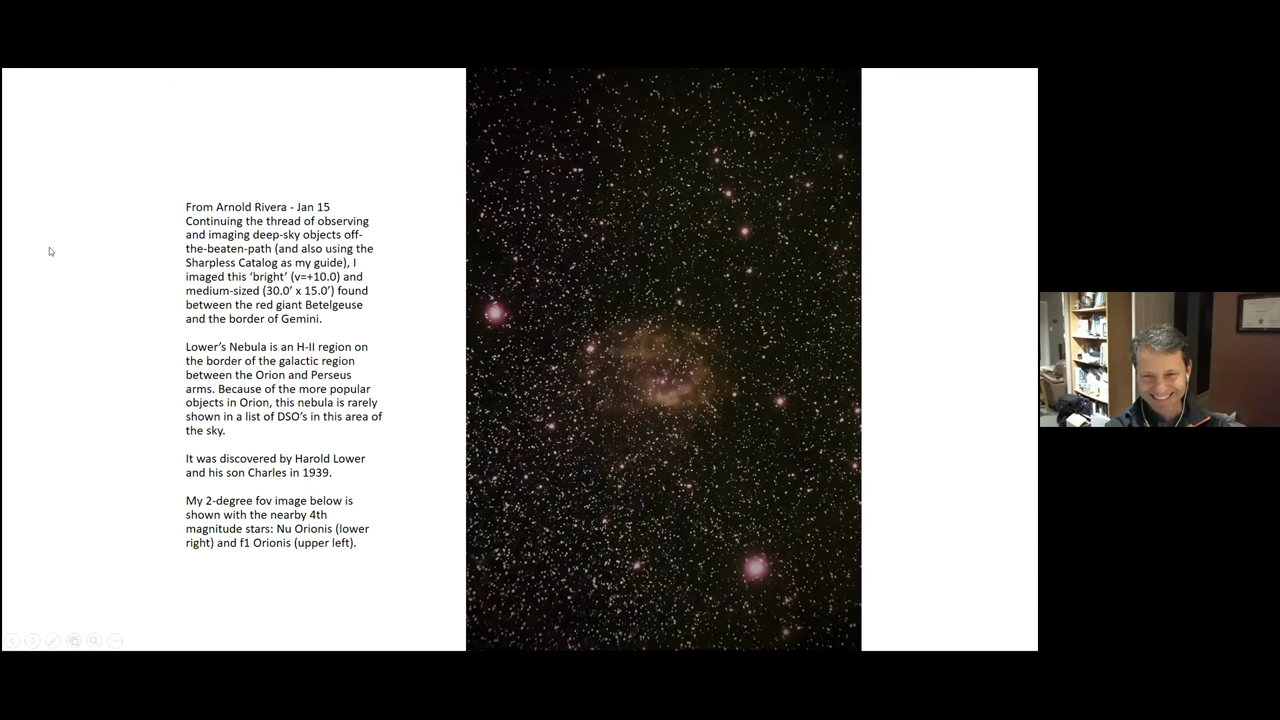 From Arnold Rivera - Jan 15
Continuing the thread of observing
and imaging deep-sky objects off-
the-beaten-path (and also using the
Sharpless Catalog as my guide), I
imaged this ‘bright’ (v=+10.0) and
medium-sized (30.0’ x 15.0’) found
between the red giant Betelgeuse
and the border of Gemini.
Lower’s Nebula is an H-II region on
the border of the galactic region
between the Orion and Perseus
arms. Because of the more popular
objects in Orion, this nebula is rarely
shown in a list of DSO’s in this area of
the sky.
It was discovered by Harold Lower
and his son Charles in 1939.
My 2-degree fov image below is
shown with the nearby 4th
magnitude stars: Nu Orionis (lower
right) and f1 Orionis (upper left).